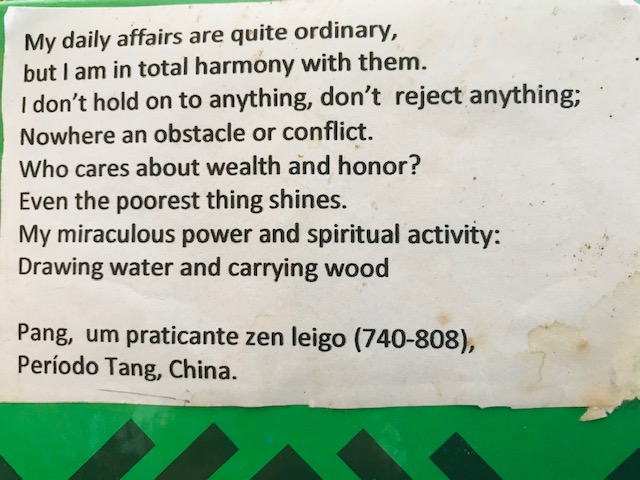 My daily affairs are quite ordinary,
but I am in total harmony with them.
I don’t hold on to anything, don’t  reject anything;
Nowhere an obstacle or conflict.
Who cares about wealth and honor?
Even the poorest thing shines.
My miraculous power and spiritual activity:
Drawing water and carrying wood
Pang,  um praticante zen leigo (740-808),
Período Tang, China.